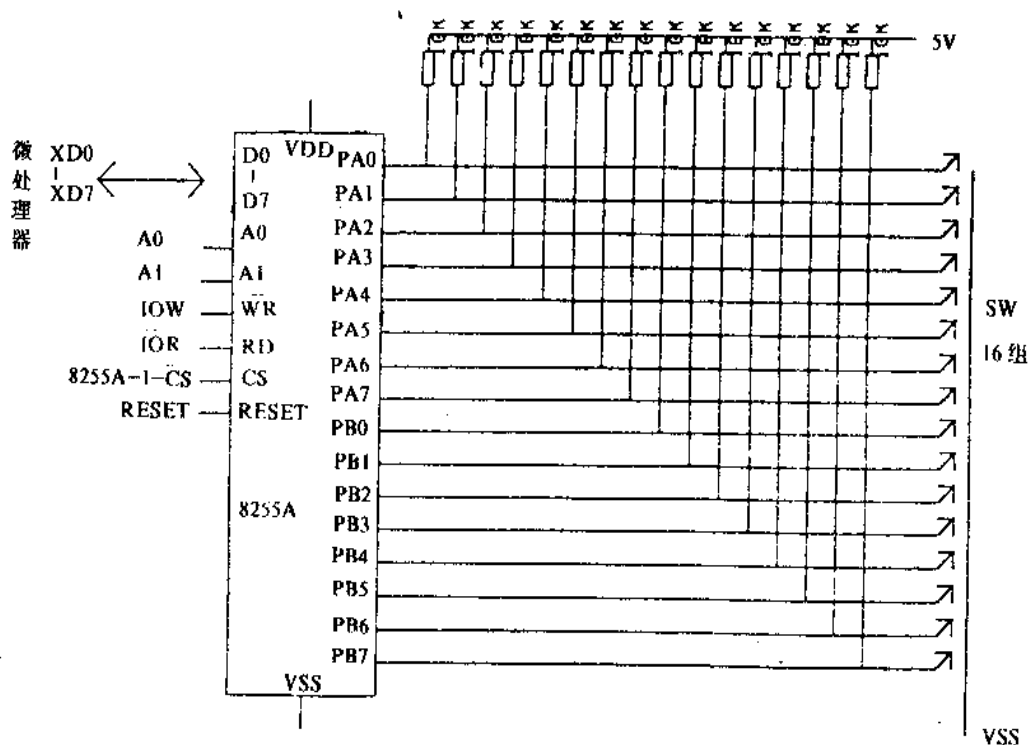 5V
微处理器
XD0
XD7
D0
D7
VDD
PA0
PA1
A0
A0
PA2
A1
A1
PA3
IOW
WR
PA4
IOR
RD
PA5
8255A-1-CS
CS
PA6
RESET
RESET
PA7
PB0
PB1
8255A
PB2
PB3
PB4
PB5
PB6
PB7
VSS
SW
16组
VSS